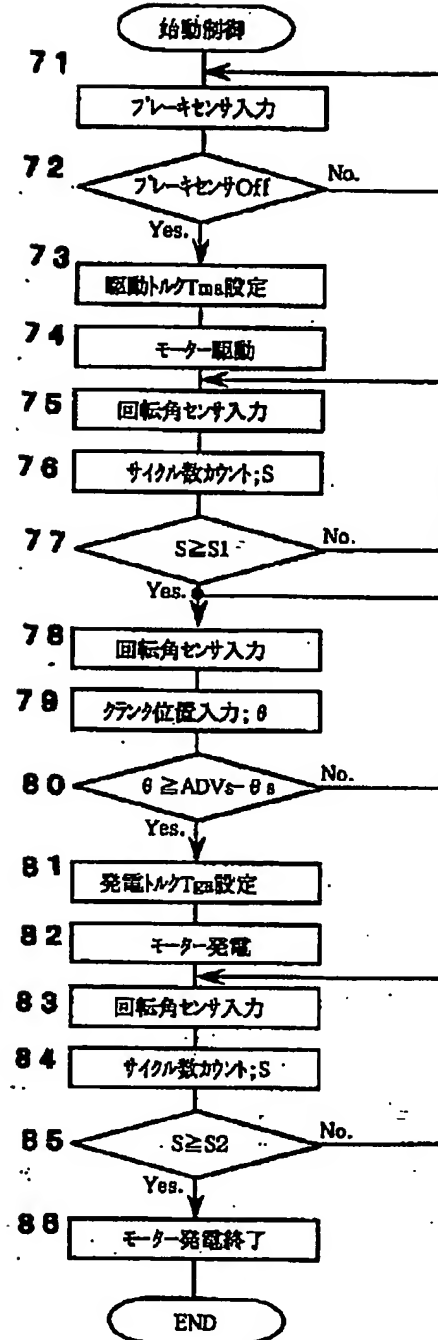 始動制御
71
ブレーキセンサ入力
72
ブレーキセンサOff
No.
Yes.
73
駆動トルクTma設定
74
モーター駆動
75
回転角センサ入力
76
サイクル数カウント;S
77
S≧S1
No.
Yes.
78
回転角センサ入力
79
クランク位置入力;θ
80
θ≧ADVs-θs
No.
Yes.
81
発電トルクTga設定
82
モーター発電
83
回転角センサ入力
84
サイクル数カウント;S
85
S≧S2
No.
Yes.
86
モーター発電終了
END